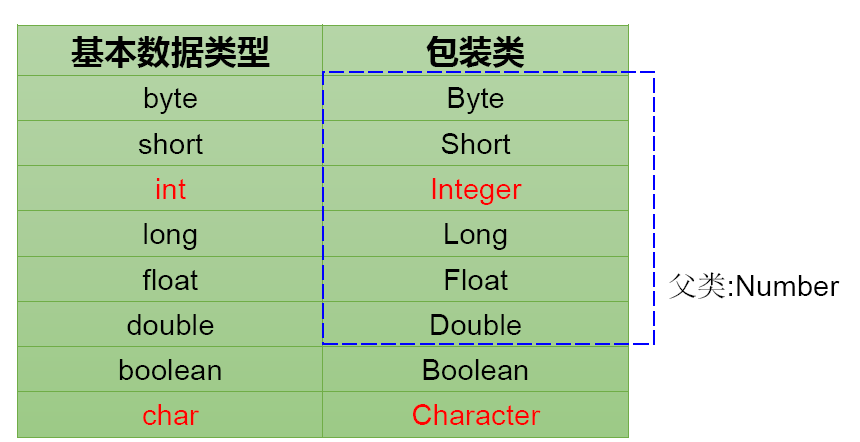 基本数据类型 包装类
byte Byte
short Short
int Integer
long Long
float Float
父类:Number
double Double
boolean Boolean
char Character